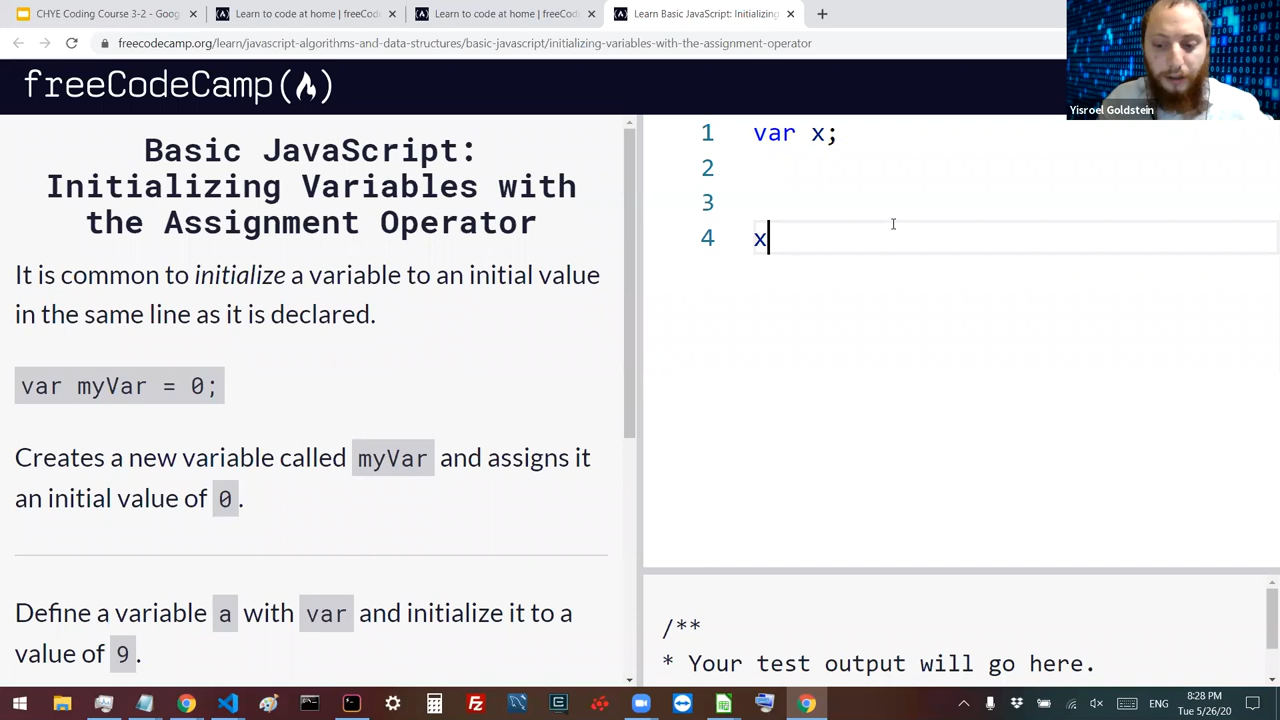 CHYE Coding Course 3-2 - Goog
Learn to code at home | freeCo
Learn to code at home | freeCode
Learn Basic JavaScript: Initializing
freecodecamp.org/learn/javascript-algorithms-and-data-structures/basic-javascript/initializing-variables-with-the-assignment-operator
Yisroel Goldstein
freeCodeCamp
Basic JavaScript:
Initializing Variables with
the Assignment Operator
It is common to initialize a variable to an initial value
in the same line as it is declared.
var myVar = 0;
Creates a new variable called myVar and assigns it
an initial value of 0.
Define a variable a with var and initialize it to a
value of 9.
1 var x;
2
3
4 x
/**
* Your test output will go here.
ENG
8:28 PM
Tue 5/26/20